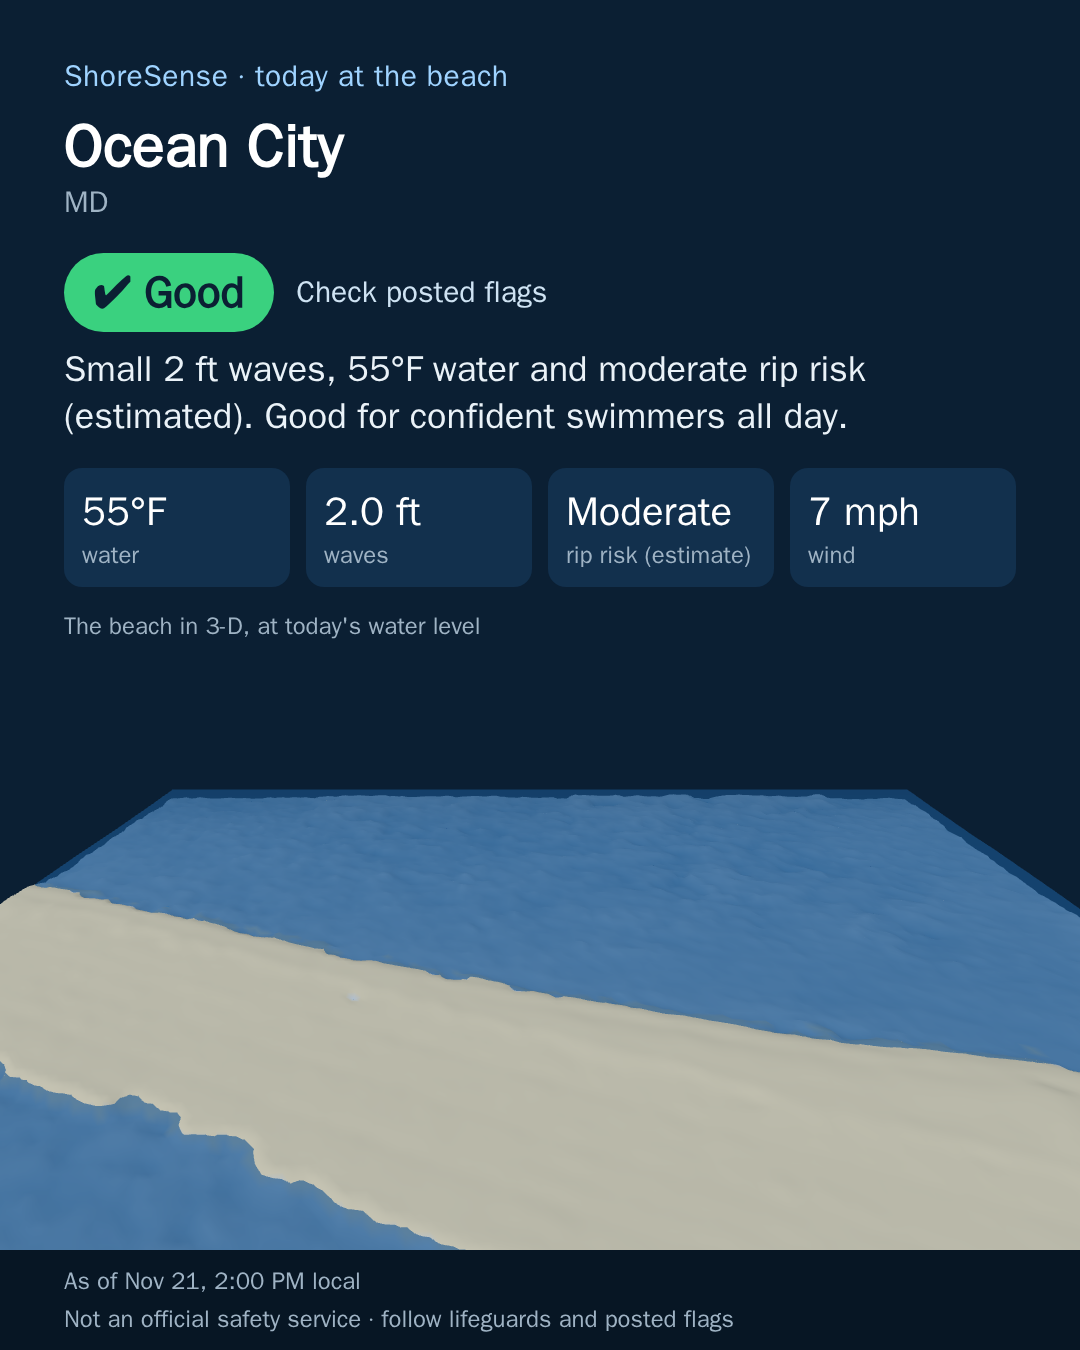 ShoreSense · today at the beach
Ocean City
MD
✔ Good
Check posted flags
Small 2 ft waves, 55°F water and moderate rip risk
(estimated). Good for confident swimmers all day.
55°F
water
2.0 ft
waves
Moderate
rip risk (estimate)
7 mph
wind
The beach in 3-D, at today's water level
As of Nov 21, 2:00 PM local
Not an official safety service · follow lifeguards and posted flags